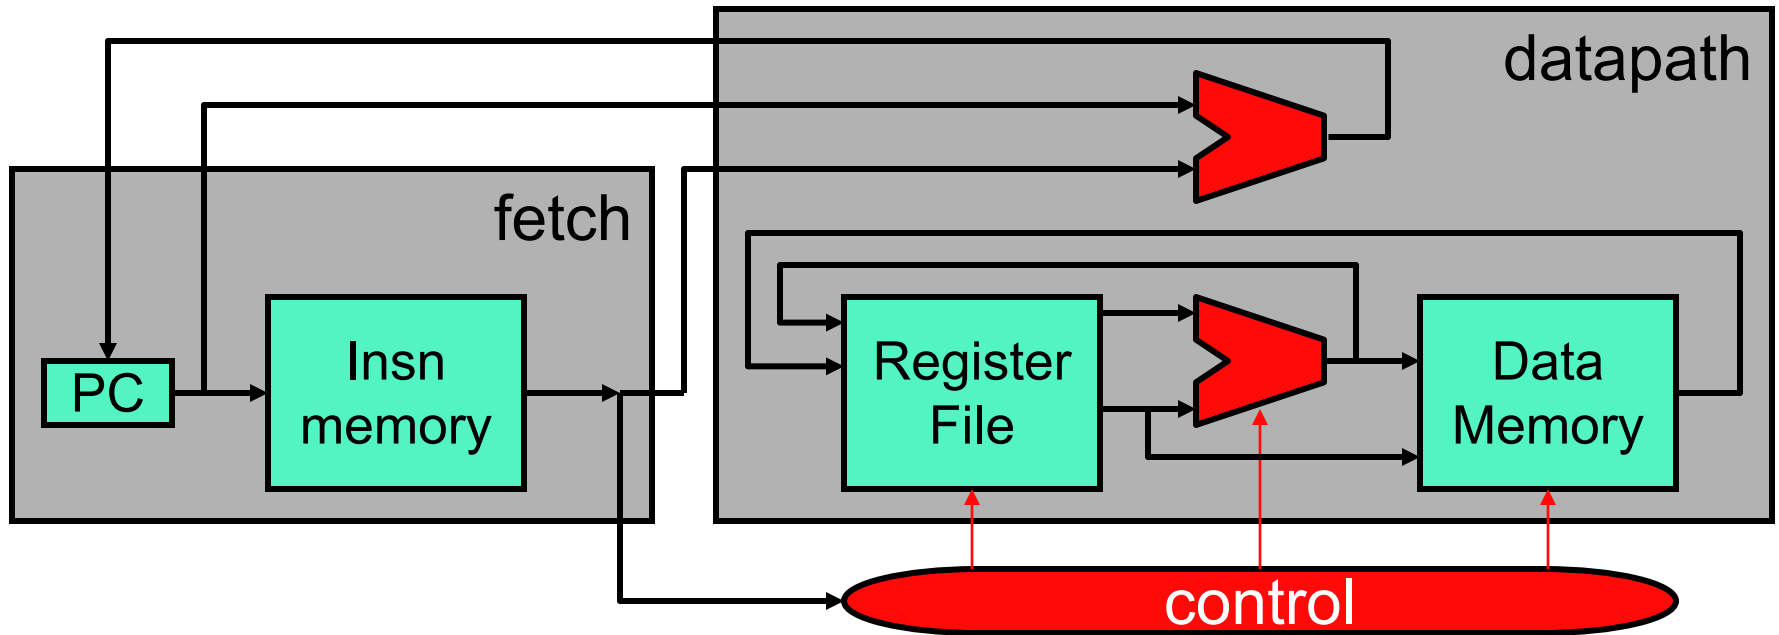 datapath
fetch
PC
Insn
memory
Register
File
Data
Memory
control